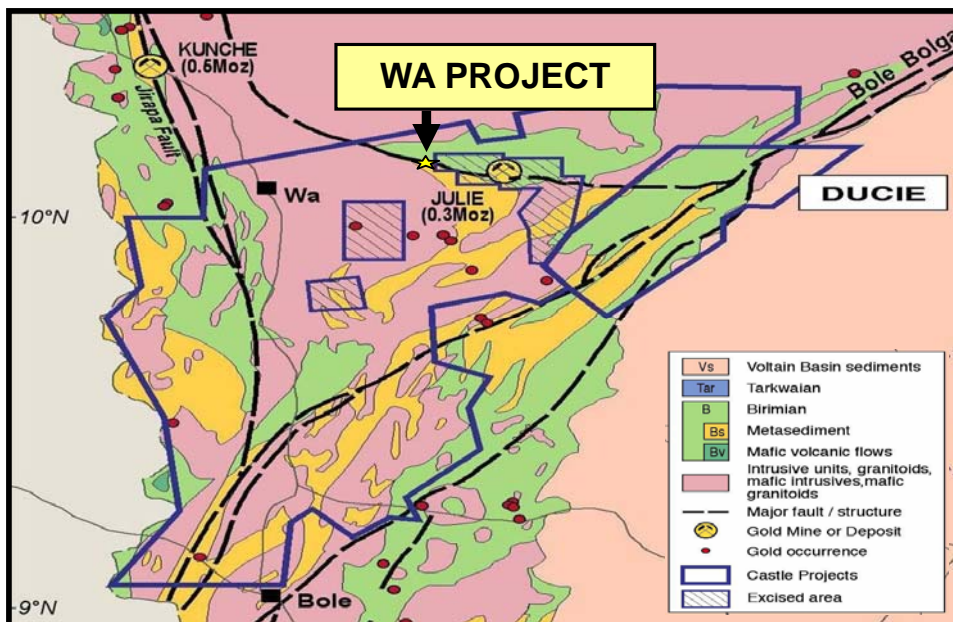 KUNCHE
(0.5Moz)
WA PROJECT
Bole Bolga
Jirapa Fault
Wa
JULIE
(0.3Moz)
DUCIE
10°N
9°N
Bole
Vs Voltain Basin sediments
Tar Tarkwaian
B Birimian
Bs Metasediment
Bv Mafic volcanic flows
Intrusive units, granitoids,
mafic intrusives,mafic
granitoids
Major fault / structure
Gold Mine or Deposit
Gold occurrence
Castle Projects
Excised area